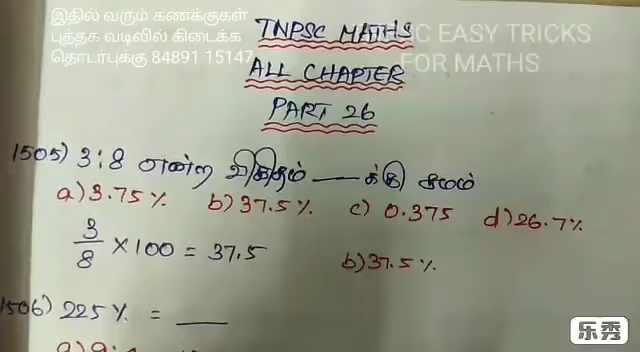 இதில் வரும் கணக்குகள்
புத்தக வடிவில் கிடைக்க
தொடர்புக்கு 84891 15147
EASY TRICKS
FOR MATHS
TNPSC MATHS
ALL CHAPTER
PART 26
1505) 3:8 என்ற விகிதம் ___ க்கு சமம்
a) 3.75% b) 37.5% c) 0.375 d) 26.7%
3/8 × 100 = 37.5 b) 37.5%
1506) 225% = ___
乐秀